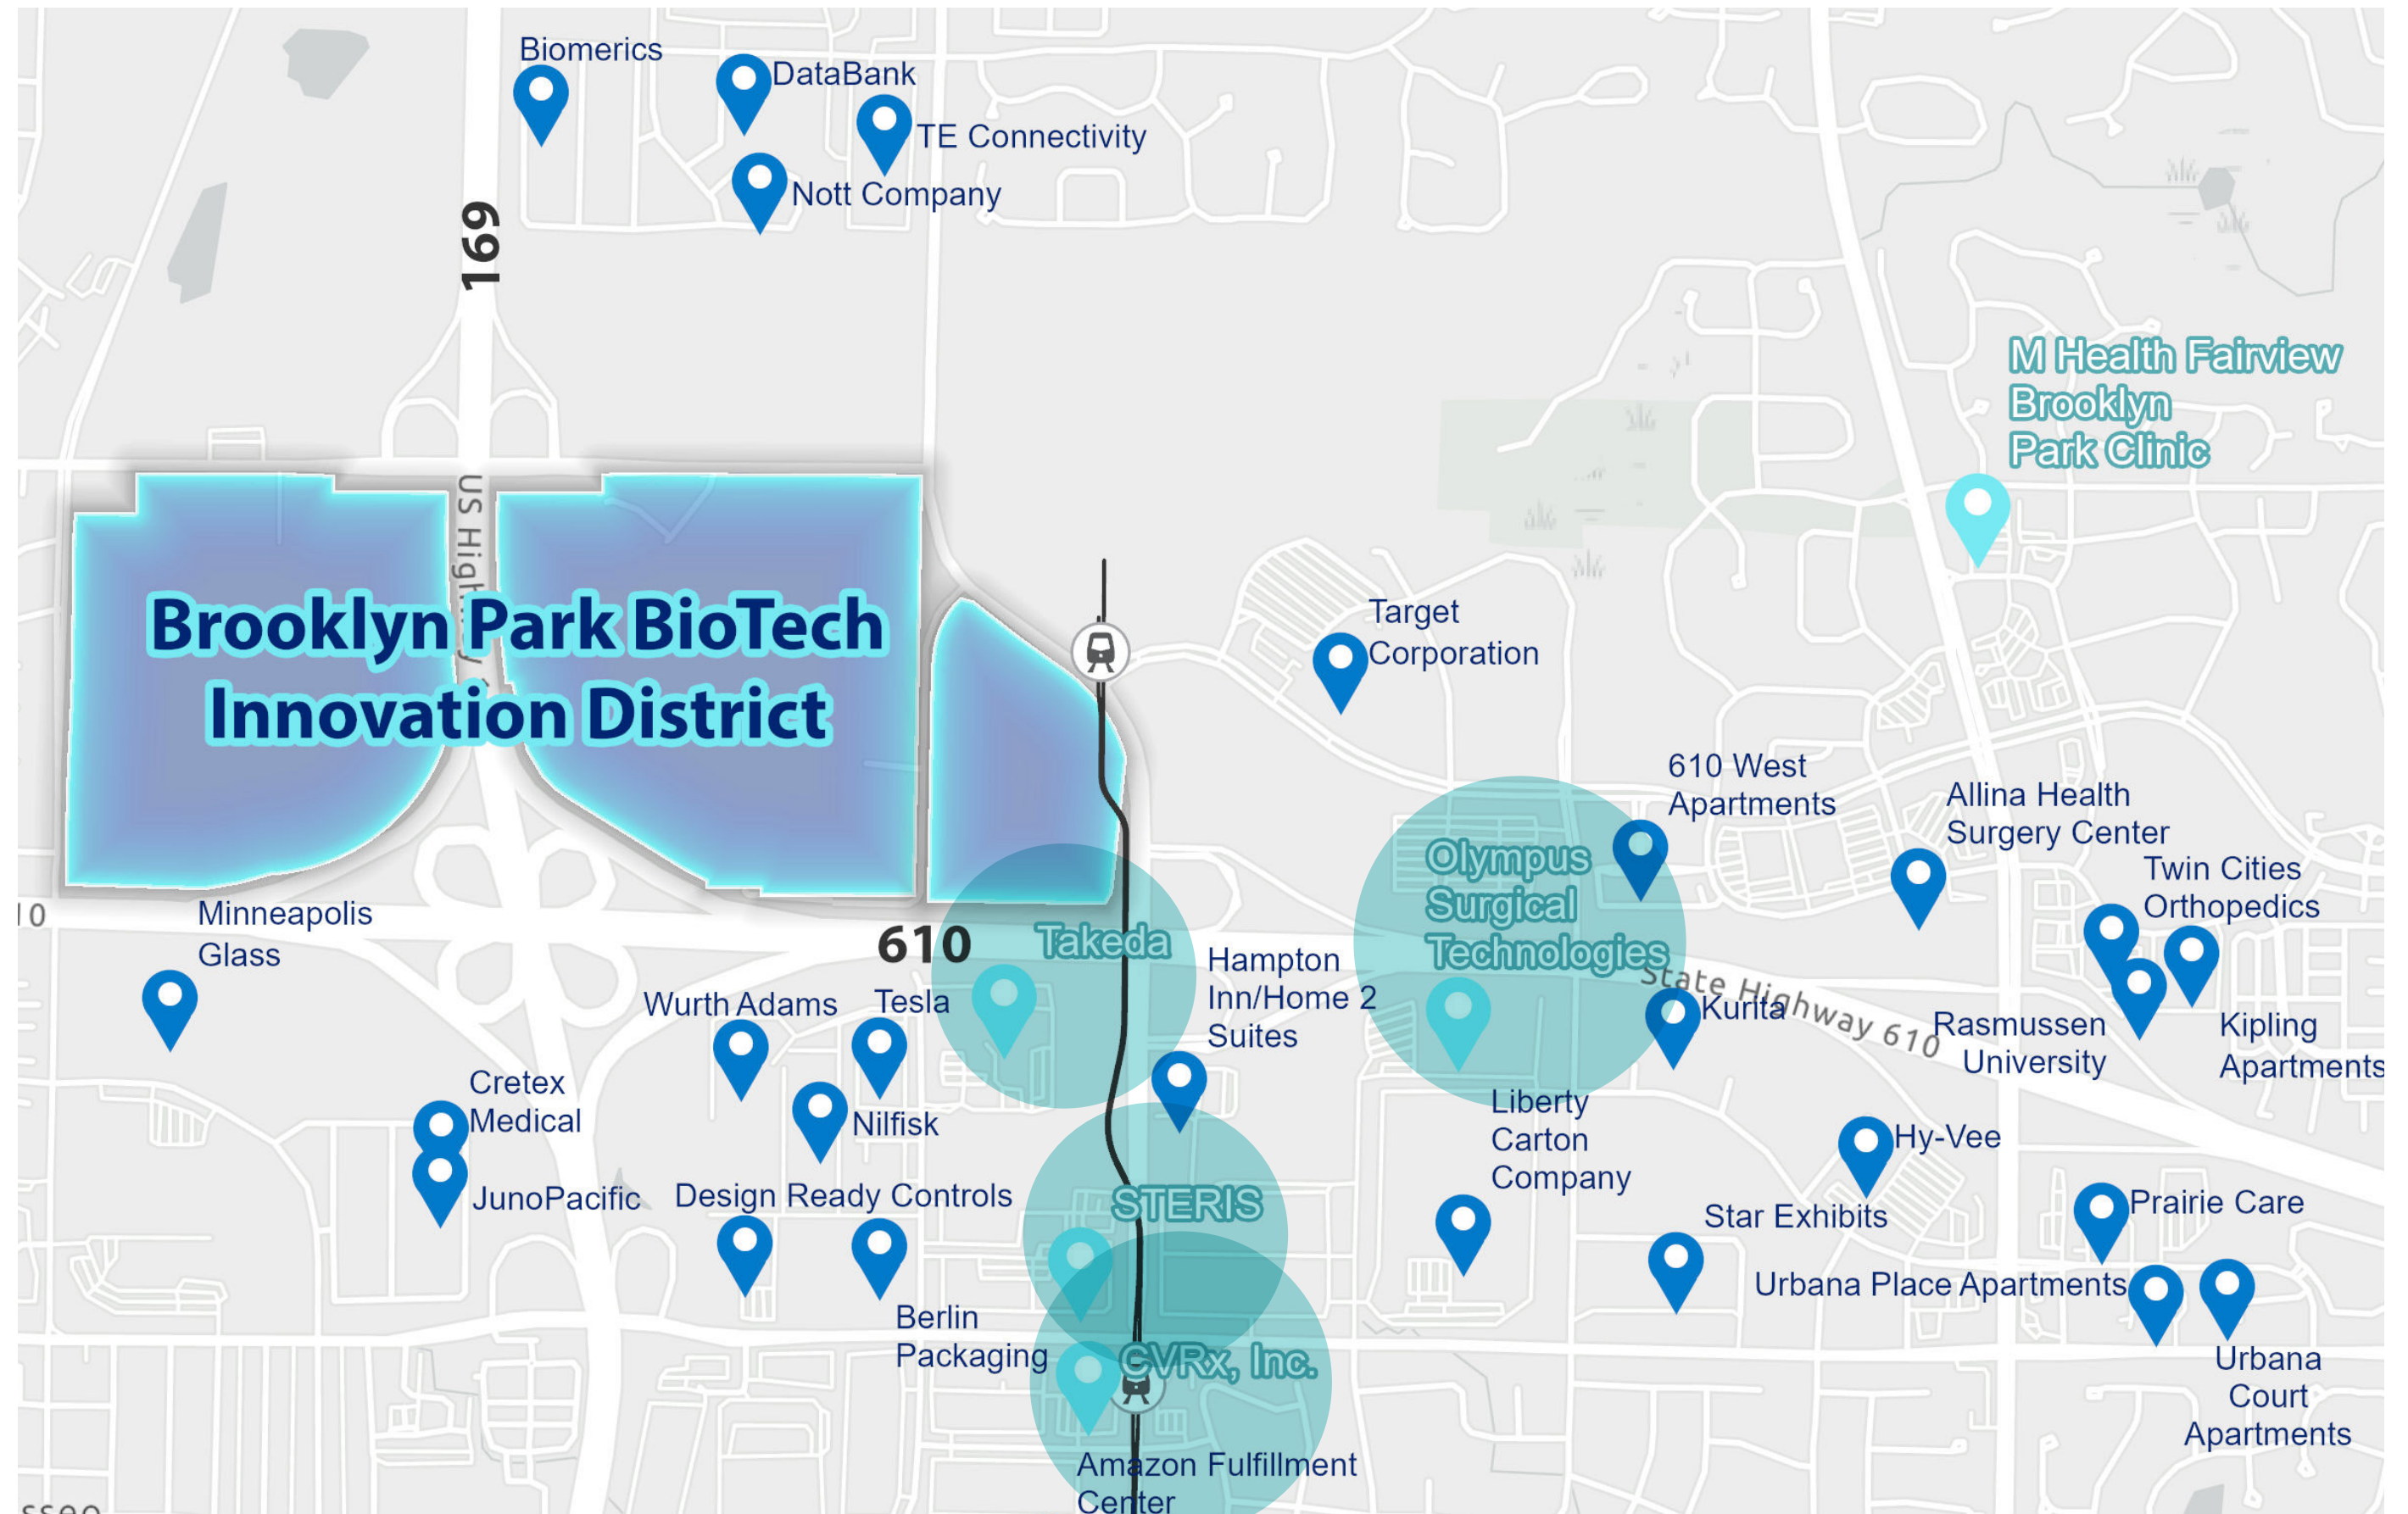 Biomerics
DataBank
TE Connectivity
Nott Company
169
M Health Fairview
Brooklyn
Park Clinic
US Highway
Brooklyn Park BioTech
Innovation District
Target
Corporation
610 West
Apartments
Allina Health
Surgery Center
Olympus
Surgical
Technologies
Twin Cities
Orthopedics
10
Minneapolis
Glass
610
Takeda
Hampton
Inn/Home 2
Suites
State Highway 610
Kurita
Wurth Adams
Tesla
Rasmussen
University
Kipling
Apartments
Cretex
Medical
Nilfisk
Liberty
Carton
Company
Hy-Vee
JunoPacific
Design Ready Controls
STERIS
Star Exhibits
Prairie Care
Urbana Place Apartments
Berlin
Packaging
CVRx, Inc.
Urbana
Court
Apartments
Amazon Fulfillment
Center